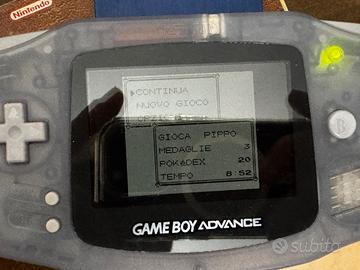 Nintendo
▶CONTINUA
NUOVO GIOCO
GIOCA PIPPO
MEDAGLIE 3
POKéDEX 20
TEMPO 8:52
B
GAME BOY ADVANCE
subito